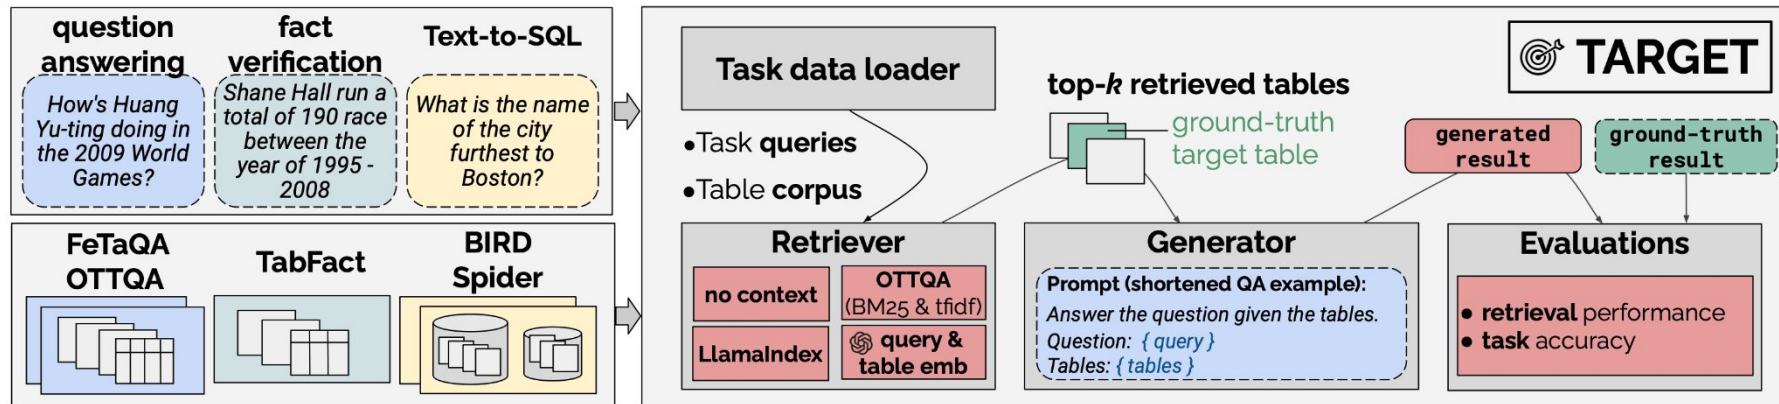 question
answering
How's Huang
Yu-ting doing in
the 2009 World
Games?
fact
verification
Shane Hall run a
total of 190 race
between the
year of 1995 -
2008
Text-to-SQL
What is the name
of the city
furthest to
Boston?
FeTaQA
OTTQA
TabFact
BIRD
Spider
TARGET
Task data loader
•Task queries
•Table corpus
top-k retrieved tables
ground-truth
target table
generated
result
ground-truth
result
Retriever
no context
OTTQA
(BM25 & tfidf)
LlamaIndex
query &
table emb
Generator
Prompt (shortened QA example):
Answer the question given the tables.
Question: { query }
Tables: { tables }
Evaluations
• retrieval performance
• task accuracy